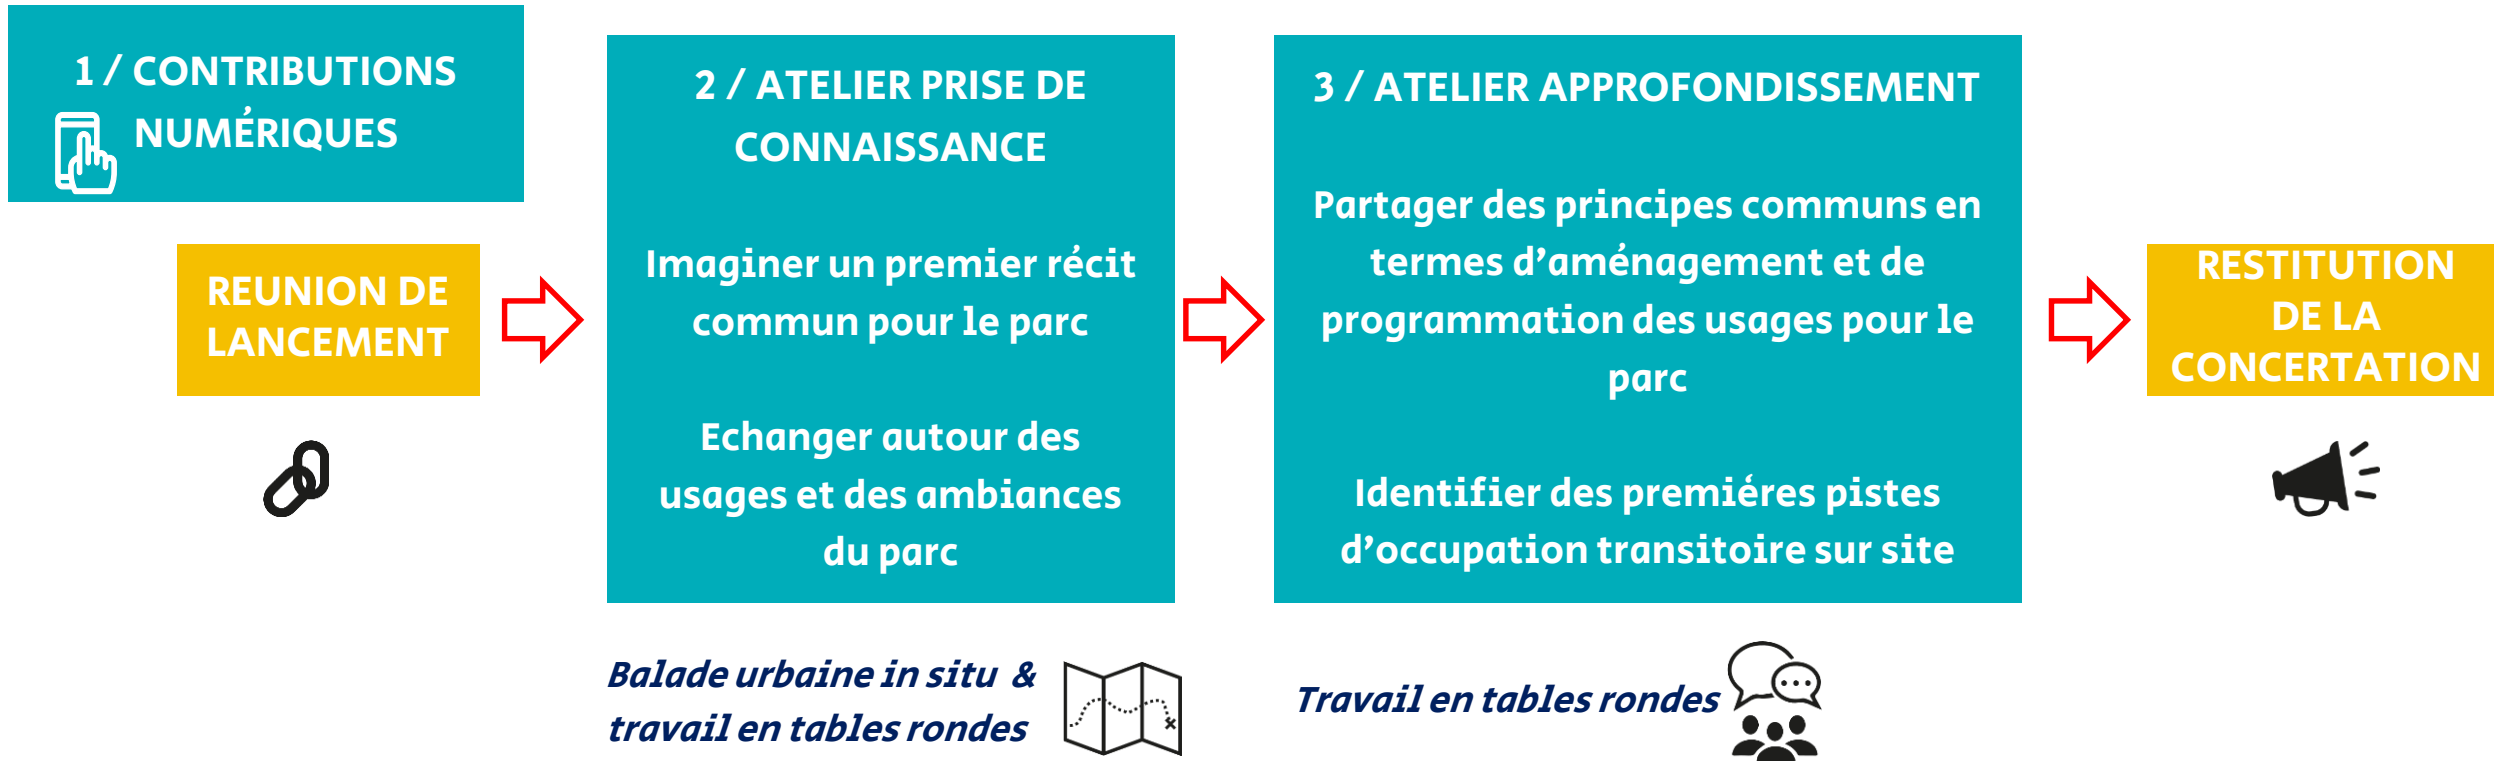 1 / CONTRIBUTIONS
NUMÉRIQUES
REUNION DE
LANCEMENT
2 / ATELIER PRISE DE
CONNAISSANCE
Imaginer un premier récit
commun pour le parc
Echanger autour des
usages et des ambiances
du parc
Balade urbaine in situ &
travail en tables rondes
3 / ATELIER APPROFONDISSEMENT
Partager des principes communs en
termes d’aménagement et de
programmation des usages pour le
parc
Identifier des premiéres pistes
d’occupation transitoire sur site
Travail en tables rondes
RESTITUTION
DE LA
CONCERTATION